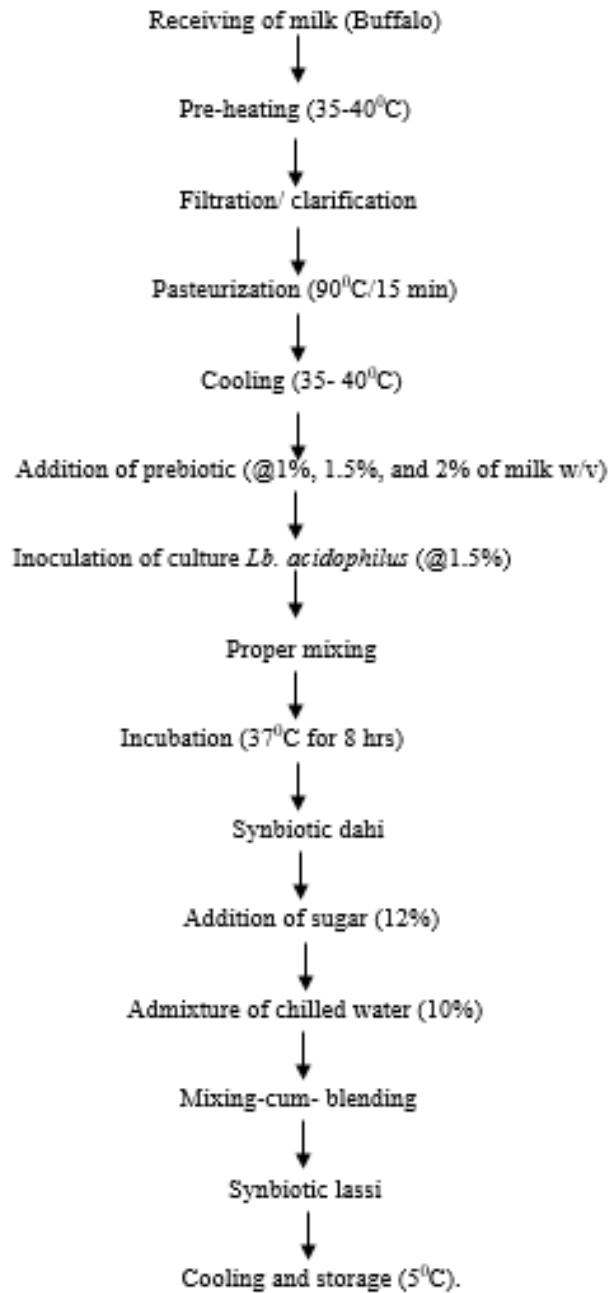 Receiving of milk (Buffalo)
Pre-heating (35-40⁰C)
Filtration/ clarification
Pasteurization (90⁰C/15 min)
Cooling (35- 40⁰C)
Addition of prebiotic (@1%, 1.5%, and 2% of milk w/v)
Inoculation of culture Lb. acidophilus (@1.5%)
Proper mixing
Incubation (37⁰C for 8 hrs)
Synbiotic dahi
Addition of sugar (12%)
Admixture of chilled water (10%)
Mixing-cum- blending
Synbiotic lassi
Cooling and storage (5⁰C).